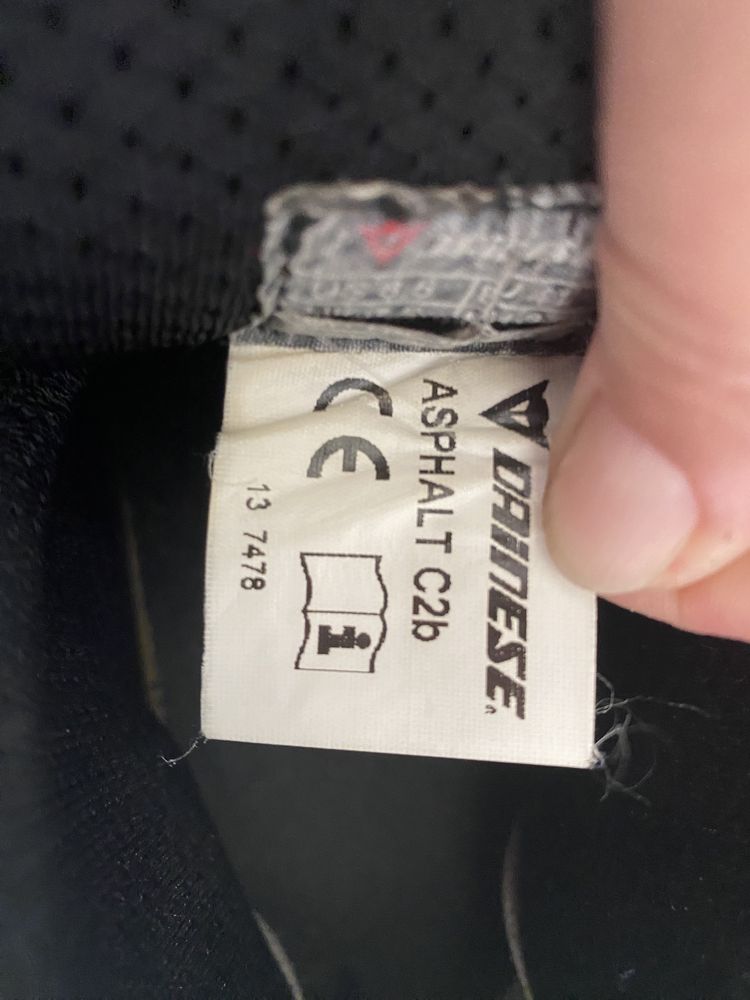 DAINESE
ASPHALT C2b
CE
i
13 7478